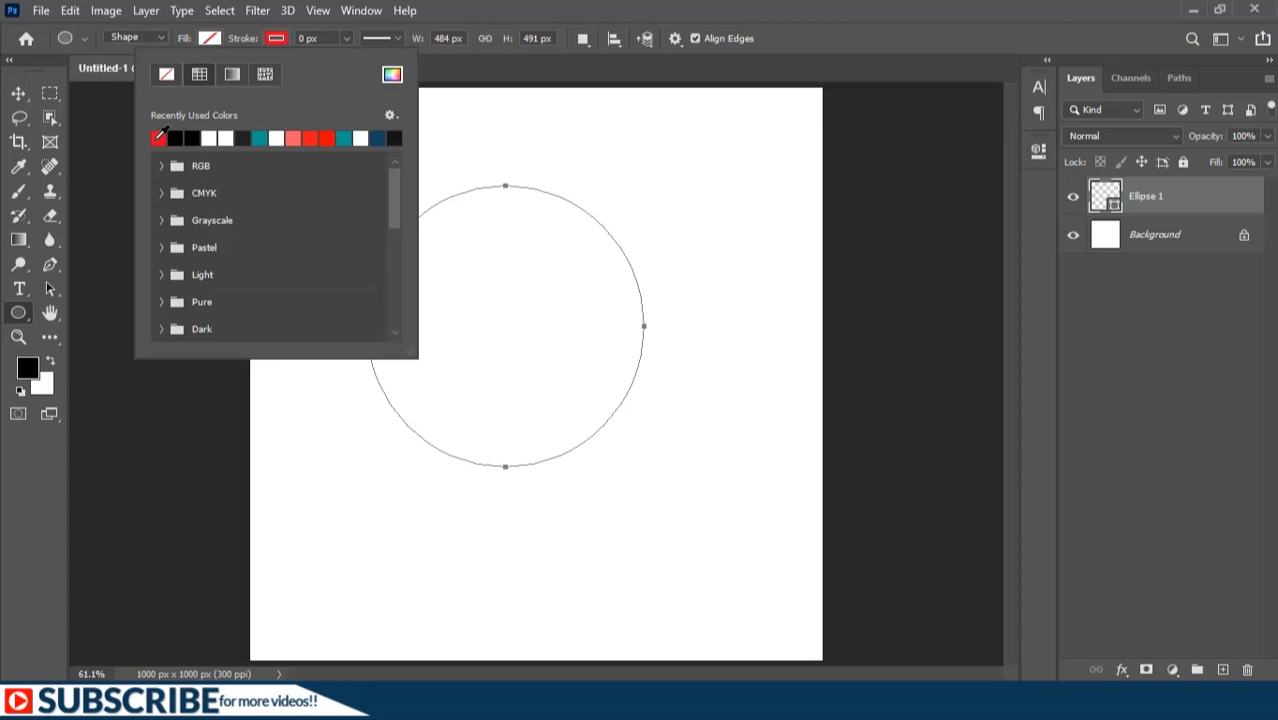 Ps File Edit Image Layer Type Select Filter 3D View Window Help
Shape Fill: Stroke: 0 px W: 484 px H: 491 px Align Edges
Untitled-1
Recently Used Colors
RGB
CMYK
Grayscale
Pastel
Light
Pure
Dark
Layers Channels Paths
Kind
Normal Opacity: 100%
Lock: Fill: 100%
Ellipse 1
Background
61.1% 1000 px x 1000 px (300 ppi)
SUBSCRIBE for more videos!!